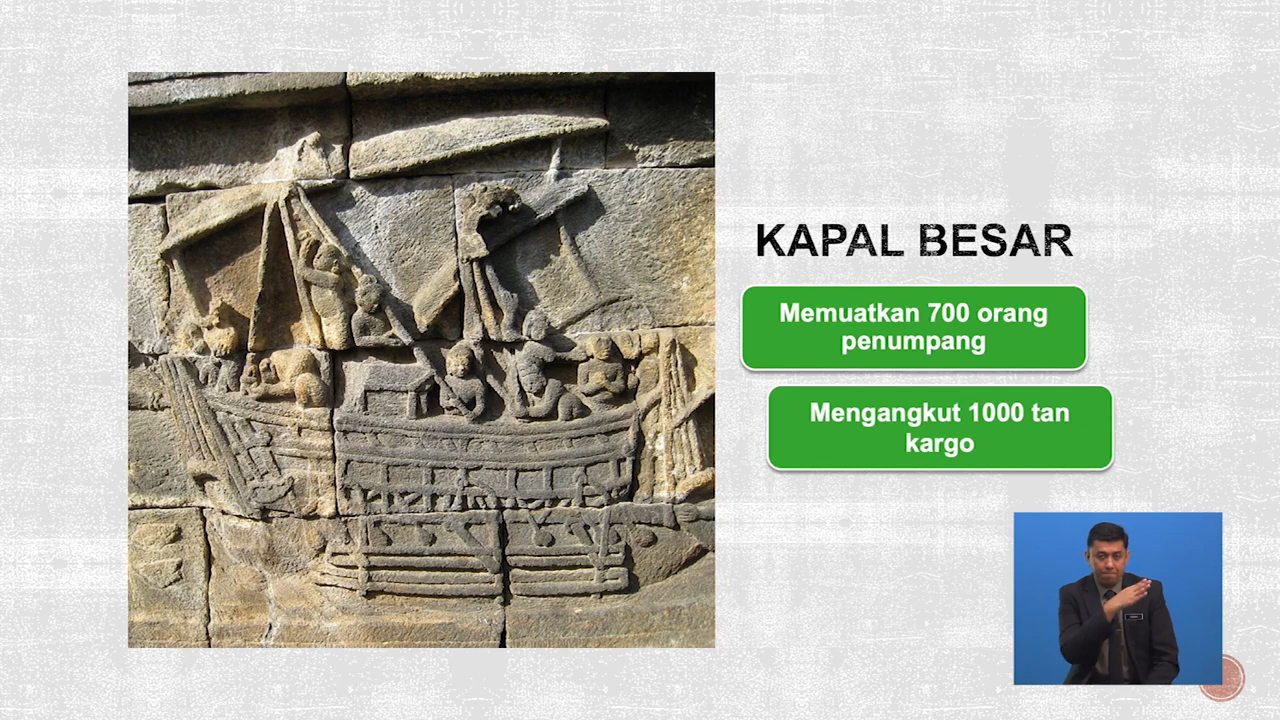 KAPAL BESAR
Memuatkan 700 orang
penumpang
Mengangkut 1000 tan
kargo